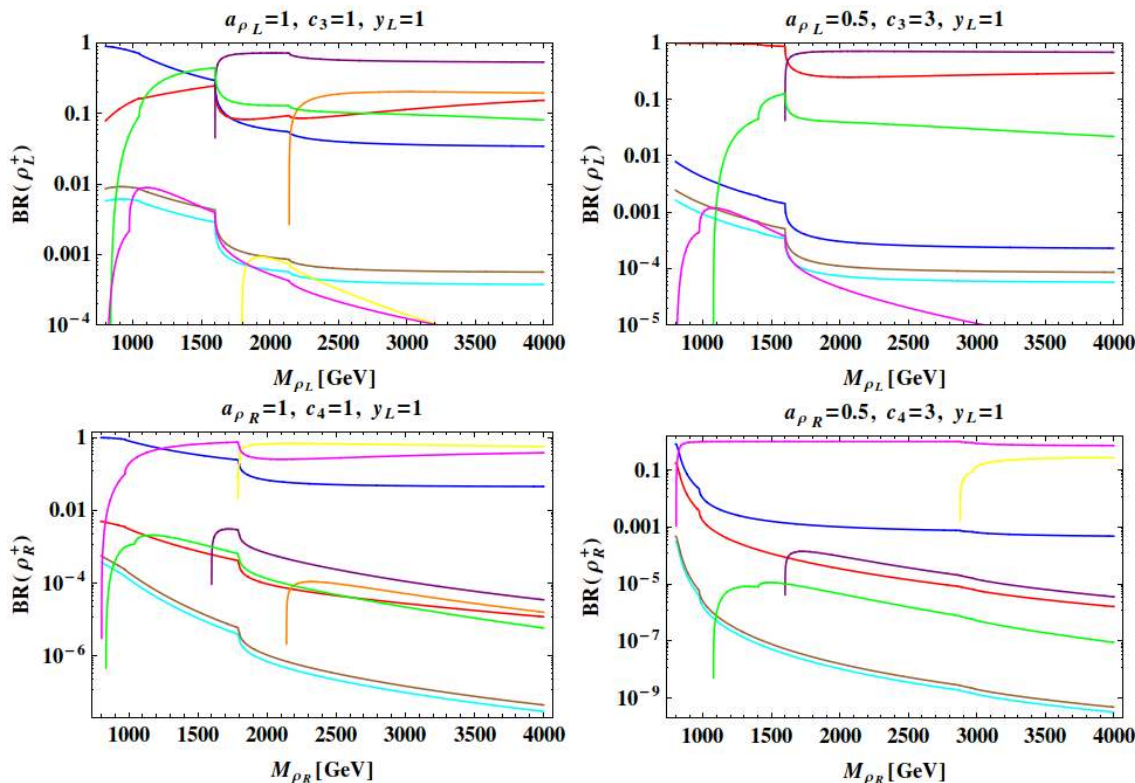 a_{ρ_L}=1, c_3=1, y_L=1
BR(ρ_L^+)
1
0.1
0.01
0.001
10^{-4}
1000 1500 2000 2500 3000 3500 4000
M_{ρ_L} [GeV]
a_{ρ_L}=0.5, c_3=3, y_L=1
BR(ρ_L^+)
1
0.1
0.01
0.001
10^{-4}
10^{-5}
1000 1500 2000 2500 3000 3500 4000
M_{ρ_L} [GeV]
a_{ρ_R}=1, c_4=1, y_L=1
BR(ρ_R^+)
1
0.01
10^{-4}
10^{-6}
1000 1500 2000 2500 3000 3500 4000
M_{ρ_R} [GeV]
a_{ρ_R}=0.5, c_4=3, y_L=1
BR(ρ_R^+)
0.1
0.001
10^{-5}
10^{-7}
10^{-9}
1000 1500 2000 2500 3000 3500 4000
M_{ρ_R} [GeV]